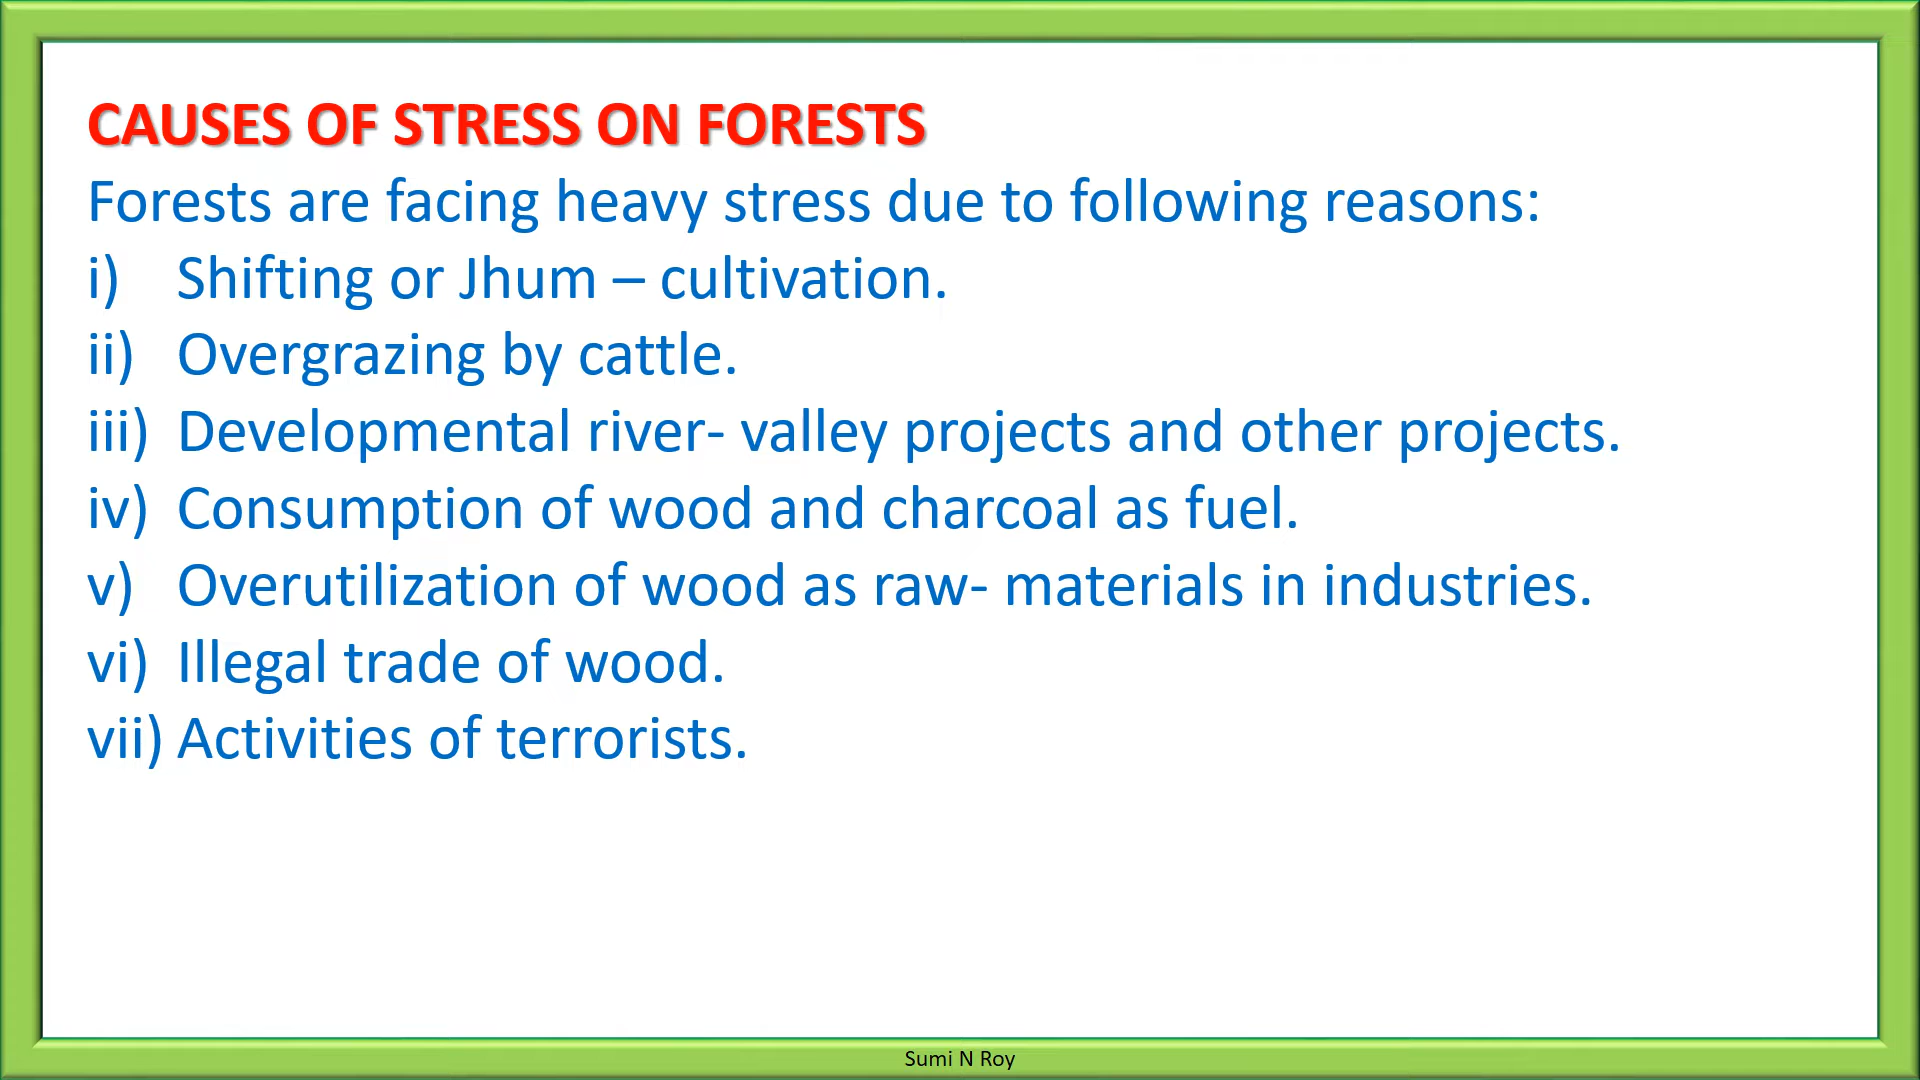 CAUSES OF STRESS ON FORESTS
Forests are facing heavy stress due to following reasons:
i) Shifting or Jhum – cultivation.
ii) Overgrazing by cattle.
iii) Developmental river- valley projects and other projects.
iv) Consumption of wood and charcoal as fuel.
v) Overutilization of wood as raw- materials in industries.
vi) Illegal trade of wood.
vii) Activities of terrorists.
Sumi N Roy